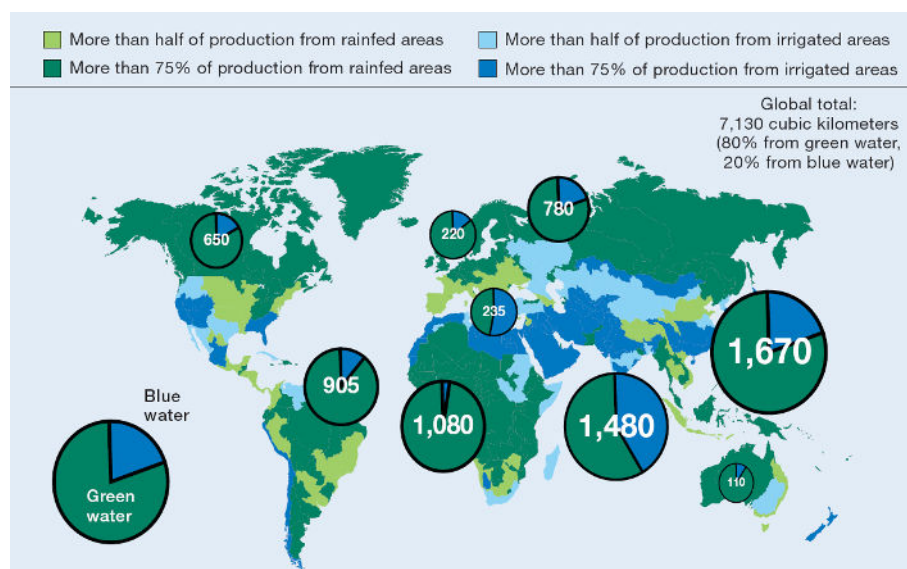 More than half of production from rainfed areas
More than half of production from irrigated areas
More than 75% of production from rainfed areas
More than 75% of production from irrigated areas
Global total:
7,130 cubic kilometers
(80% from green water,
20% from blue water)
780
650
220
235
1,670
905
1,080
1,480
Blue
water
Green
water
110